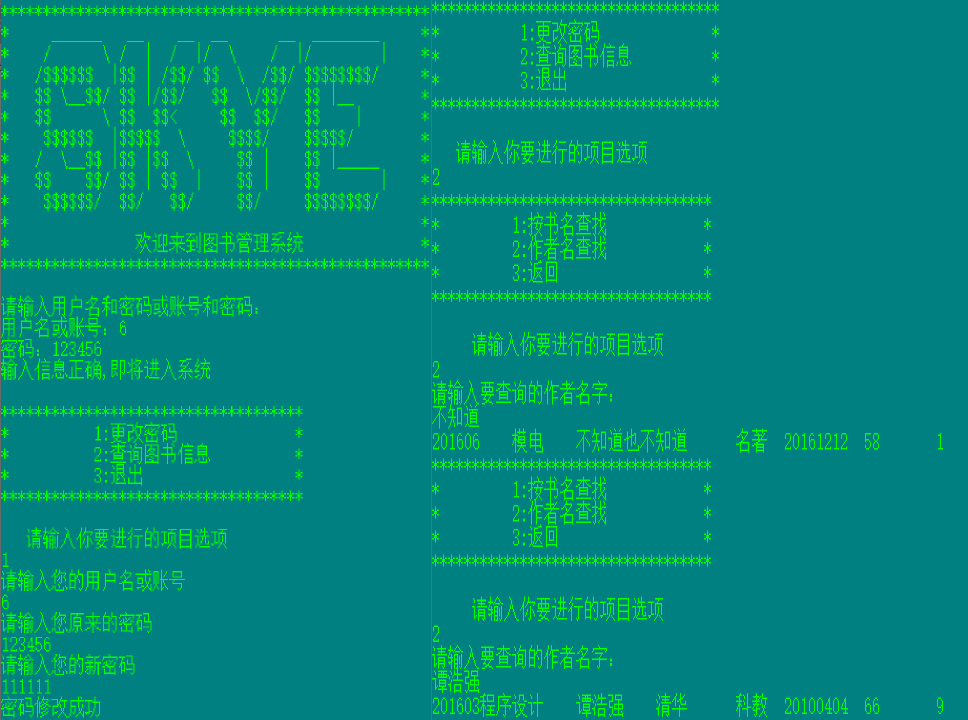 欢迎来到图书管理系统
请输入用户名和密码或账号和密码:
用户名或账号: 6
密码: 123456
输入信息正确,即将进入系统
***********************************
* 1:更改密码 *
* 2:查询图书信息 *
* 3:退出 *
***********************************
请输入你要进行的项目选项
1
请输入您的用户名或账号
6
请输入您原来的密码
123456
请输入您的新密码
111111
密码修改成功
***********************************
* 1:更改密码 *
* 2:查询图书信息 *
* 3:退出 *
***********************************
请输入你要进行的项目选项
2
***********************************
* 1:按书名查找 *
* 2:作者名查找 *
* 3:返回 *
***********************************
请输入你要进行的项目选项
2
请输入要查询的作者名字:
不知道
201606 模电 不知道也不知道 名著 20161212 58 1
***********************************
* 1:按书名查找 *
* 2:作者名查找 *
* 3:返回 *
***********************************
请输入你要进行的项目选项
2
请输入要查询的作者名字:
谭浩强
201603程序设计 谭浩强 清华 科教 20100404 66 9